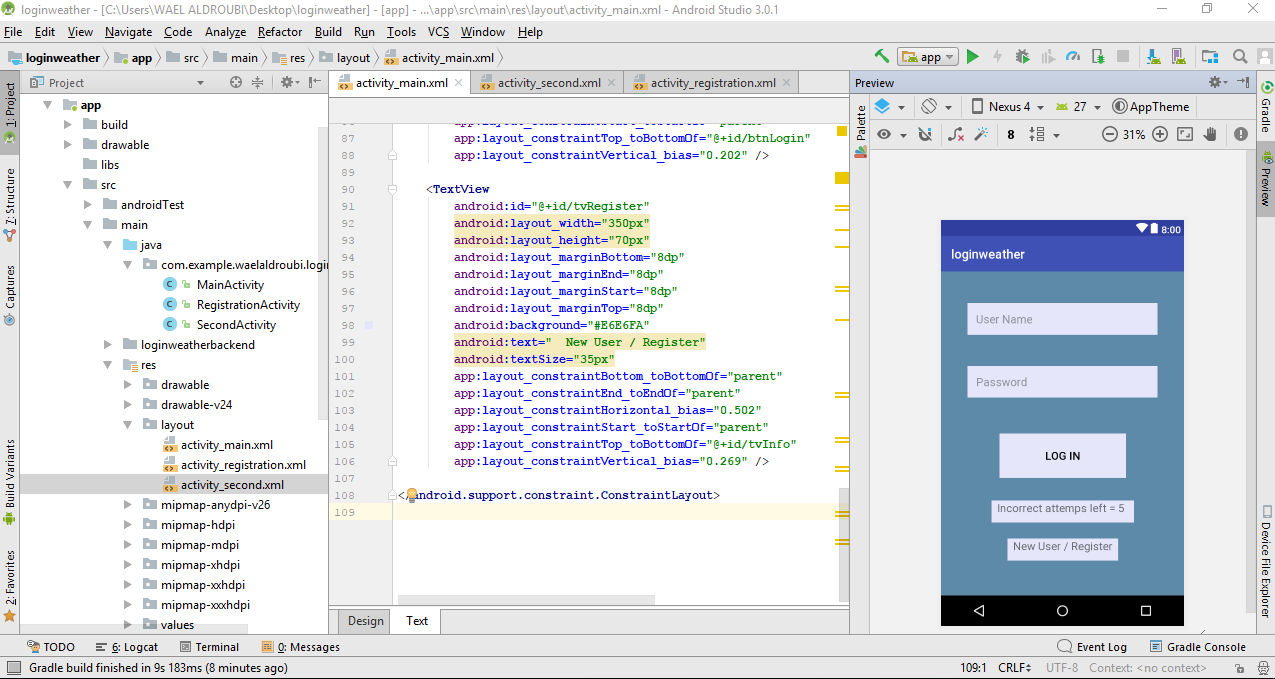 loginweather - [C:\Users\WAEL ALDROUBI\Desktop\loginweather] - [app] - ...\app\src\main\res\layout\activity_main.xml - Android Studio 3.0.1
File Edit View Navigate Code Analyze Refactor Build Run Tools VCS Window Help
loginweather app src main res layout activity_main.xml app
Project
activity_main.xml activity_second.xml activity_registration.xml
Preview
1: Project
7: Structure
Captures
Build Variants
2: Favorites
app
build
drawable
libs
src
androidTest
main
java
com.example.waelaldroubi.login
MainActivity
RegistrationActivity
SecondActivity
loginweatherbackend
res
drawable
drawable-v24
layout
activity_main.xml
activity_registration.xml
activity_second.xml
mipmap-anydpi-v26
mipmap-hdpi
mipmap-mdpi
mipmap-xhdpi
mipmap-xxhdpi
mipmap-xxxhdpi
values
87 app:layout_constraintTop_toBottomOf="@+id/btnLogin"
88 app:layout_constraintVertical_bias="0.202" />
89
90 <TextView
91 android:id="@+id/tvRegister"
92 android:layout_width="350px"
93 android:layout_height="70px"
94 android:layout_marginBottom="8dp"
95 android:layout_marginEnd="8dp"
96 android:layout_marginStart="8dp"
97 android:layout_marginTop="8dp"
98 android:background="#E6E6FA"
99 android:text="  New User / Register"
100 android:textSize="35px"
101 app:layout_constraintBottom_toBottomOf="parent"
102 app:layout_constraintEnd_toEndOf="parent"
103 app:layout_constraintHorizontal_bias="0.502"
104 app:layout_constraintStart_toStartOf="parent"
105 app:layout_constraintTop_toBottomOf="@+id/tvInfo"
106 app:layout_constraintVertical_bias="0.269" />
107
108 </android.support.constraint.ConstraintLayout>
109
Design Text
Palette
Nexus 4 27 AppTheme
8 31%
8:00
loginweather
User Name
Password
LOG IN
Incorrect attemps left = 5
New User / Register
Gradle
Preview
Device File Explorer
TODO 6: Logcat Terminal 0: Messages Event Log Gradle Console
Gradle build finished in 9s 183ms (8 minutes ago) 109:1 CRLF UTF-8 Context: <no context>